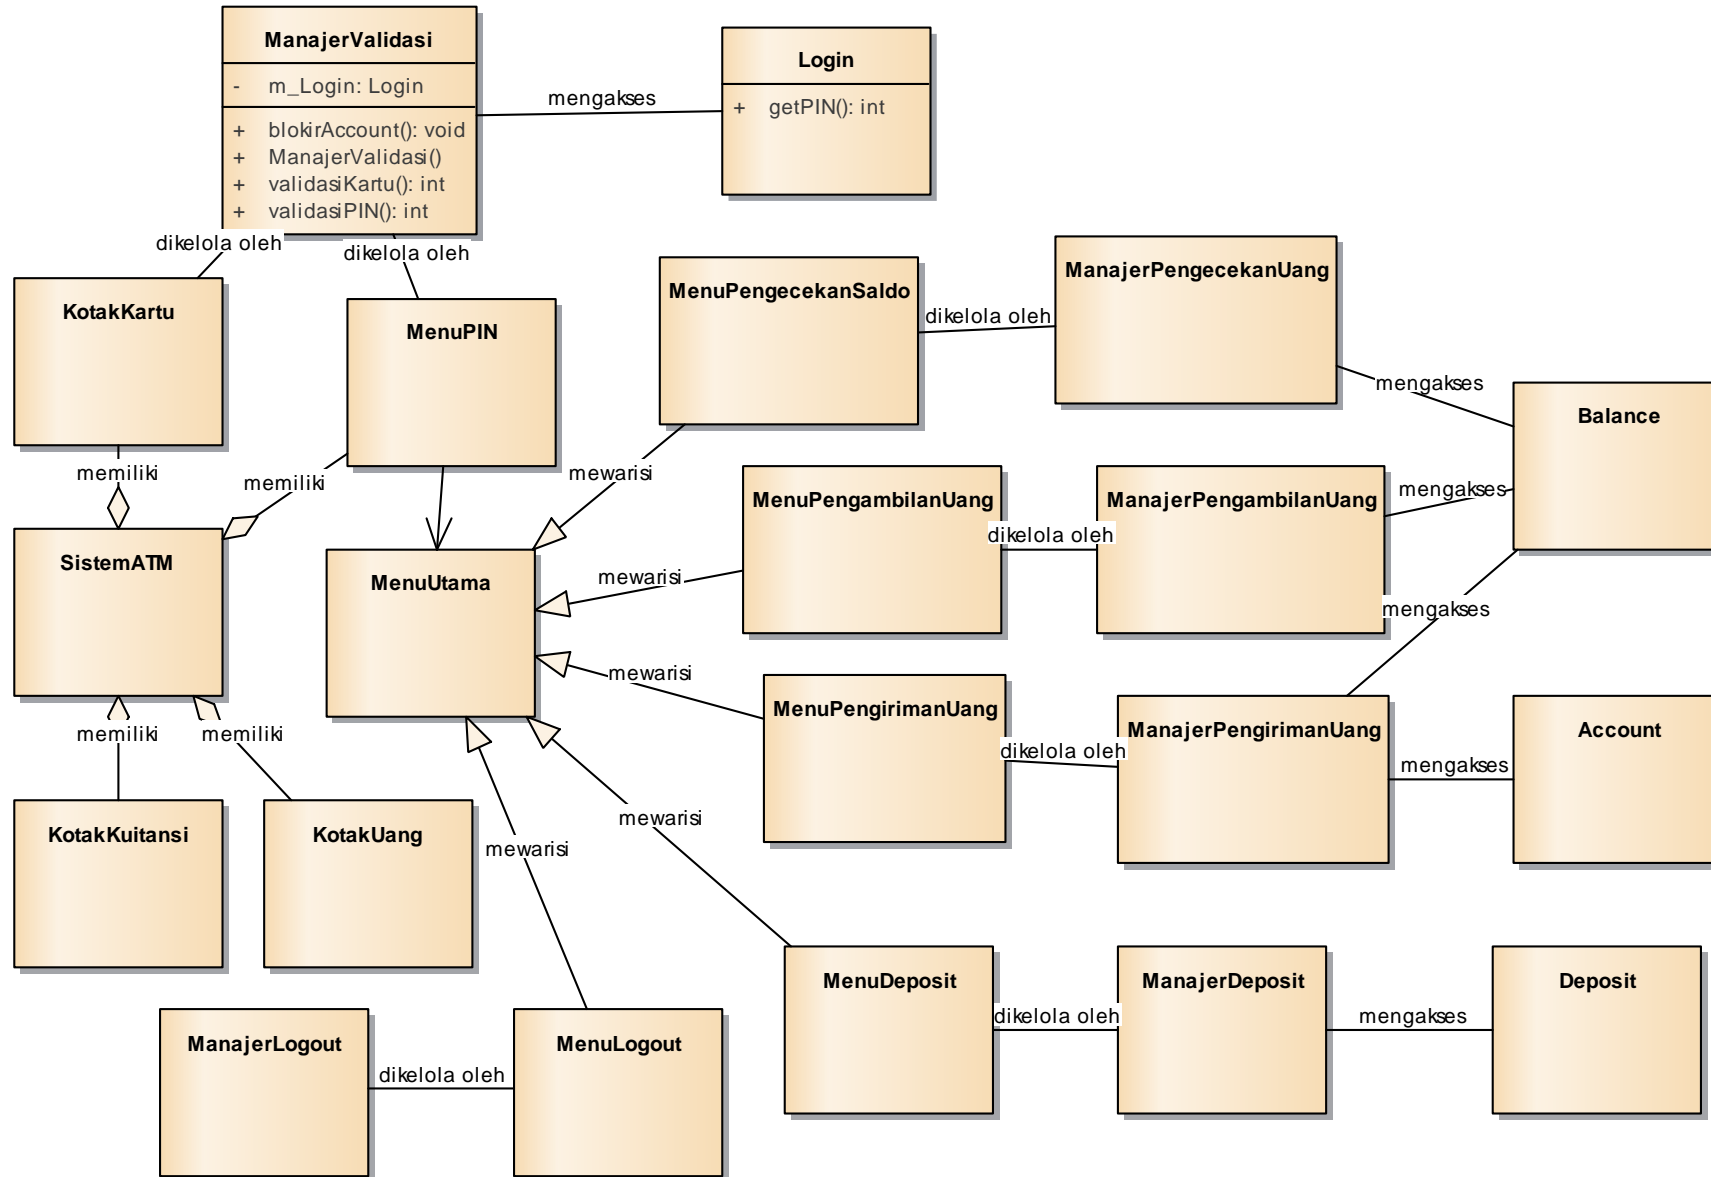 ManajerValidasi
- m_Login: Login
+ blokirAccount(): void
+ ManajerValidasi()
+ validasiKartu(): int
+ validasiPIN(): int
mengakses
Login
+ getPIN(): int
dikelola oleh
dikelola oleh
KotakKartu
MenuPIN
MenuPengecekanSaldo
dikelola oleh
ManajerPengecekanUang
mengakses
Balance
memiliki
memiliki
mewarisi
MenuPengambilanUang
dikelola oleh
ManajerPengambilanUang
mengakses
SistemATM
MenuUtama
mewarisi
mengakses
mewarisi
MenuPengirimanUang
dikelola oleh
ManajerPengirimanUang
mengakses
Account
memiliki
memiliki
KotakKuitansi
KotakUang
mewarisi
mewarisi
MenuDeposit
dikelola oleh
ManajerDeposit
mengakses
Deposit
ManajerLogout
dikelola oleh
MenuLogout